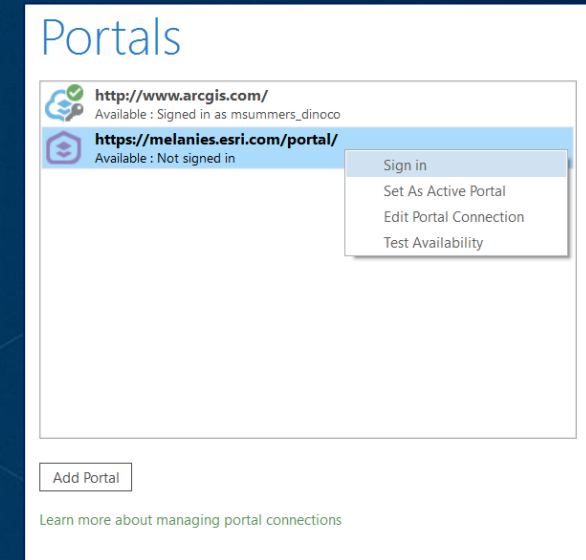 Portals
http://www.arcgis.com/
Available : Signed in as msummers_dinoco
https://melanies.esri.com/portal/
Available : Not signed in
Sign in
Set As Active Portal
Edit Portal Connection
Test Availability
Add Portal
Learn more about managing portal connections